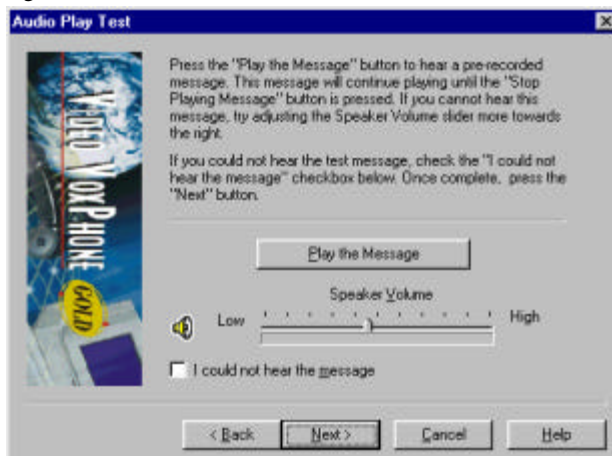 Audio Play Test
Press the "Play the Message" button to hear a pre-recorded
message. This message will continue playing until the "Stop
Playing Message" button is pressed. If you cannot hear this
message, try adjusting the Speaker Volume slider more towards
the right.
If you could not hear the test message, check the "I could not
hear the message" checkbox below. Once complete, press the
"Next" button.
VIDEO VOXPHONE GOLD
Play the Message
Speaker Volume
Low High
I could not hear the message
< Back Next > Cancel Help